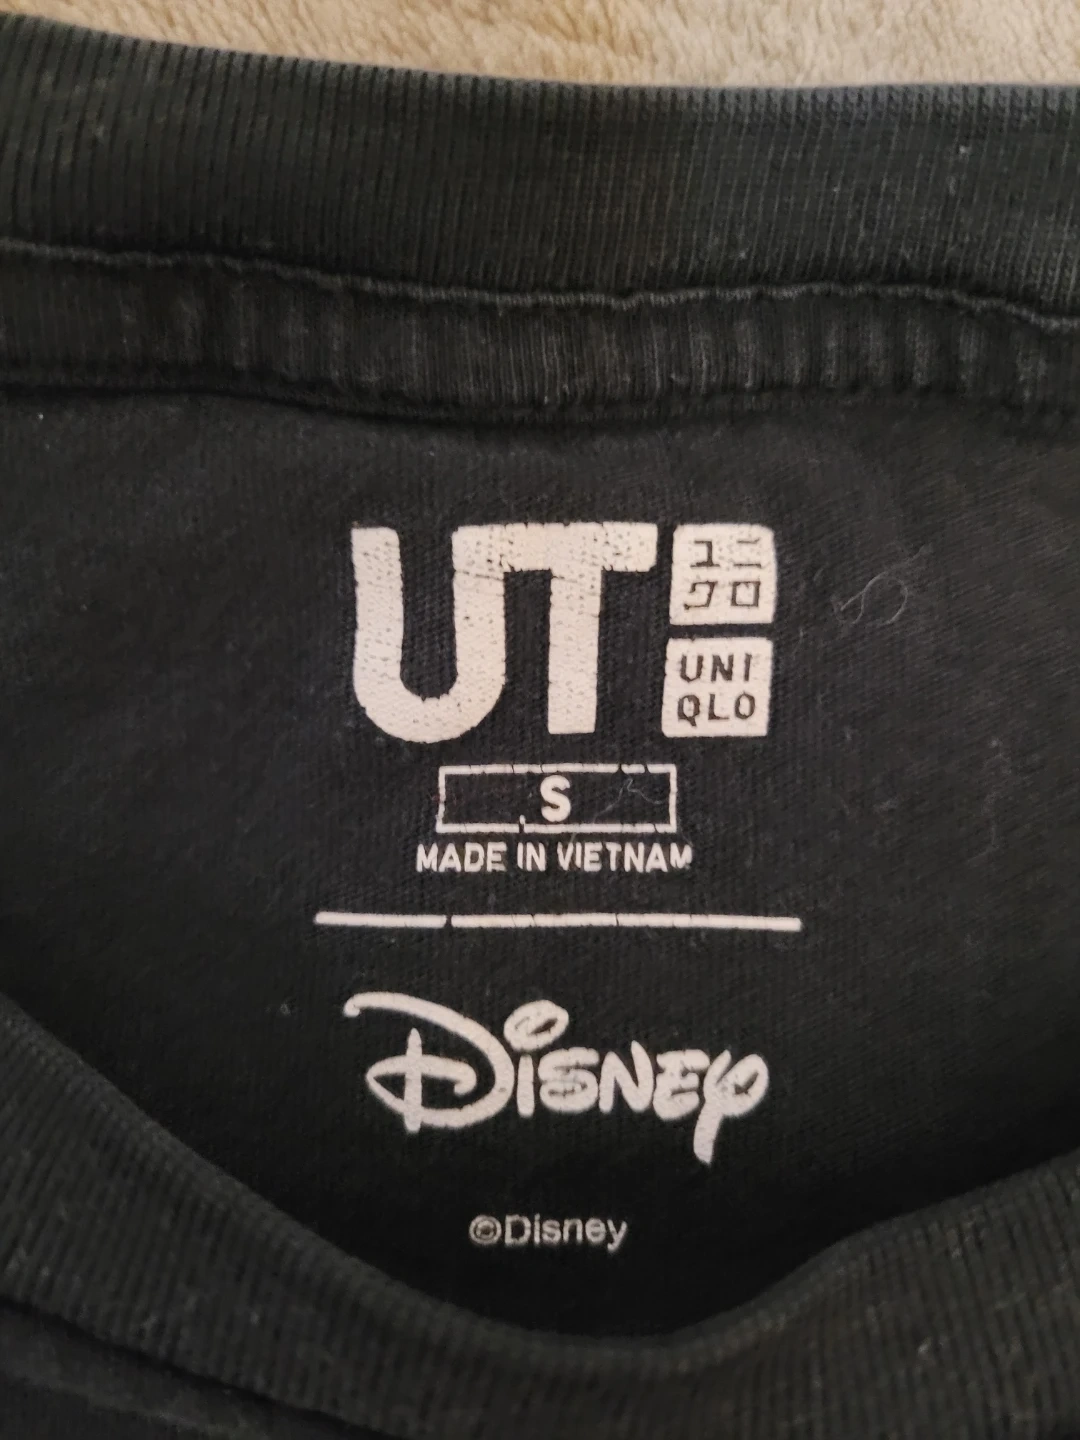 UT
ユニ
クロ
UNI
QLO
S
MADE IN VIETNAM
Disney
©Disney